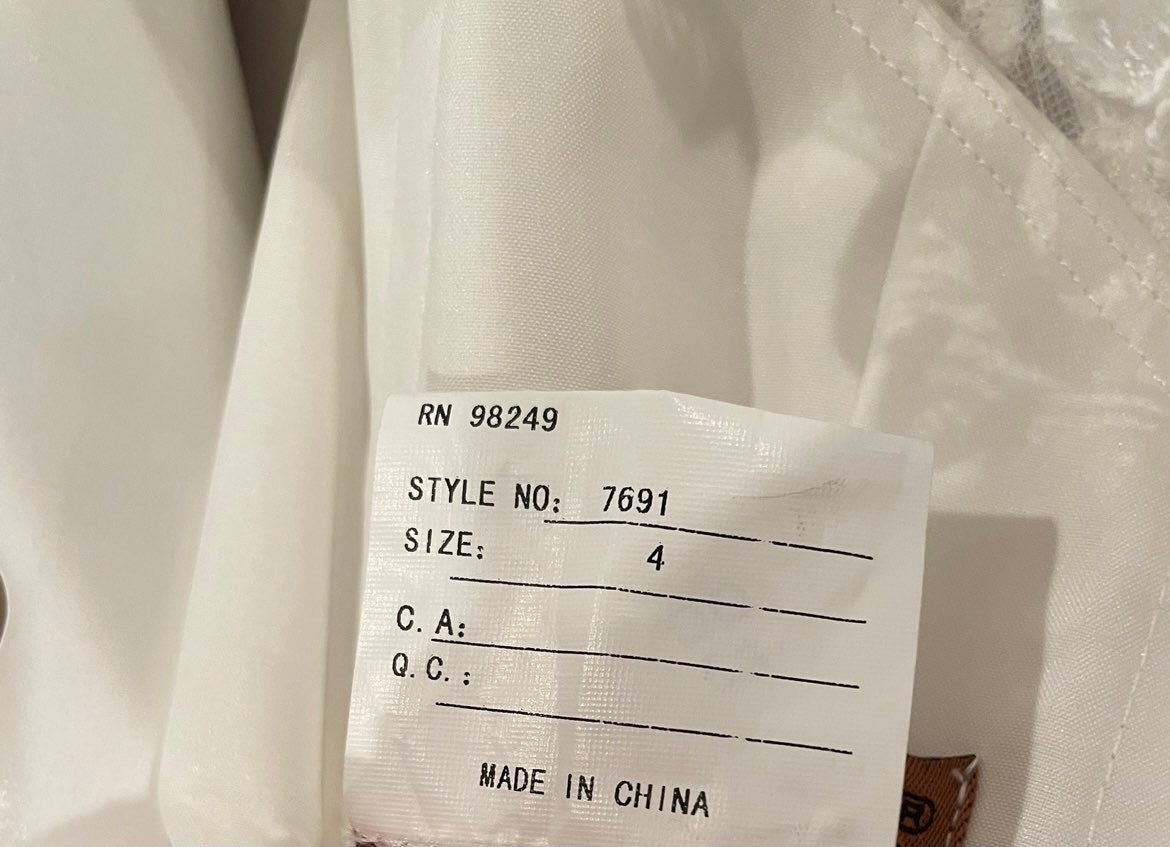 RN 98249
STYLE NO: 7691
SIZE: 4
C. A:
Q. C. :
MADE IN CHINA